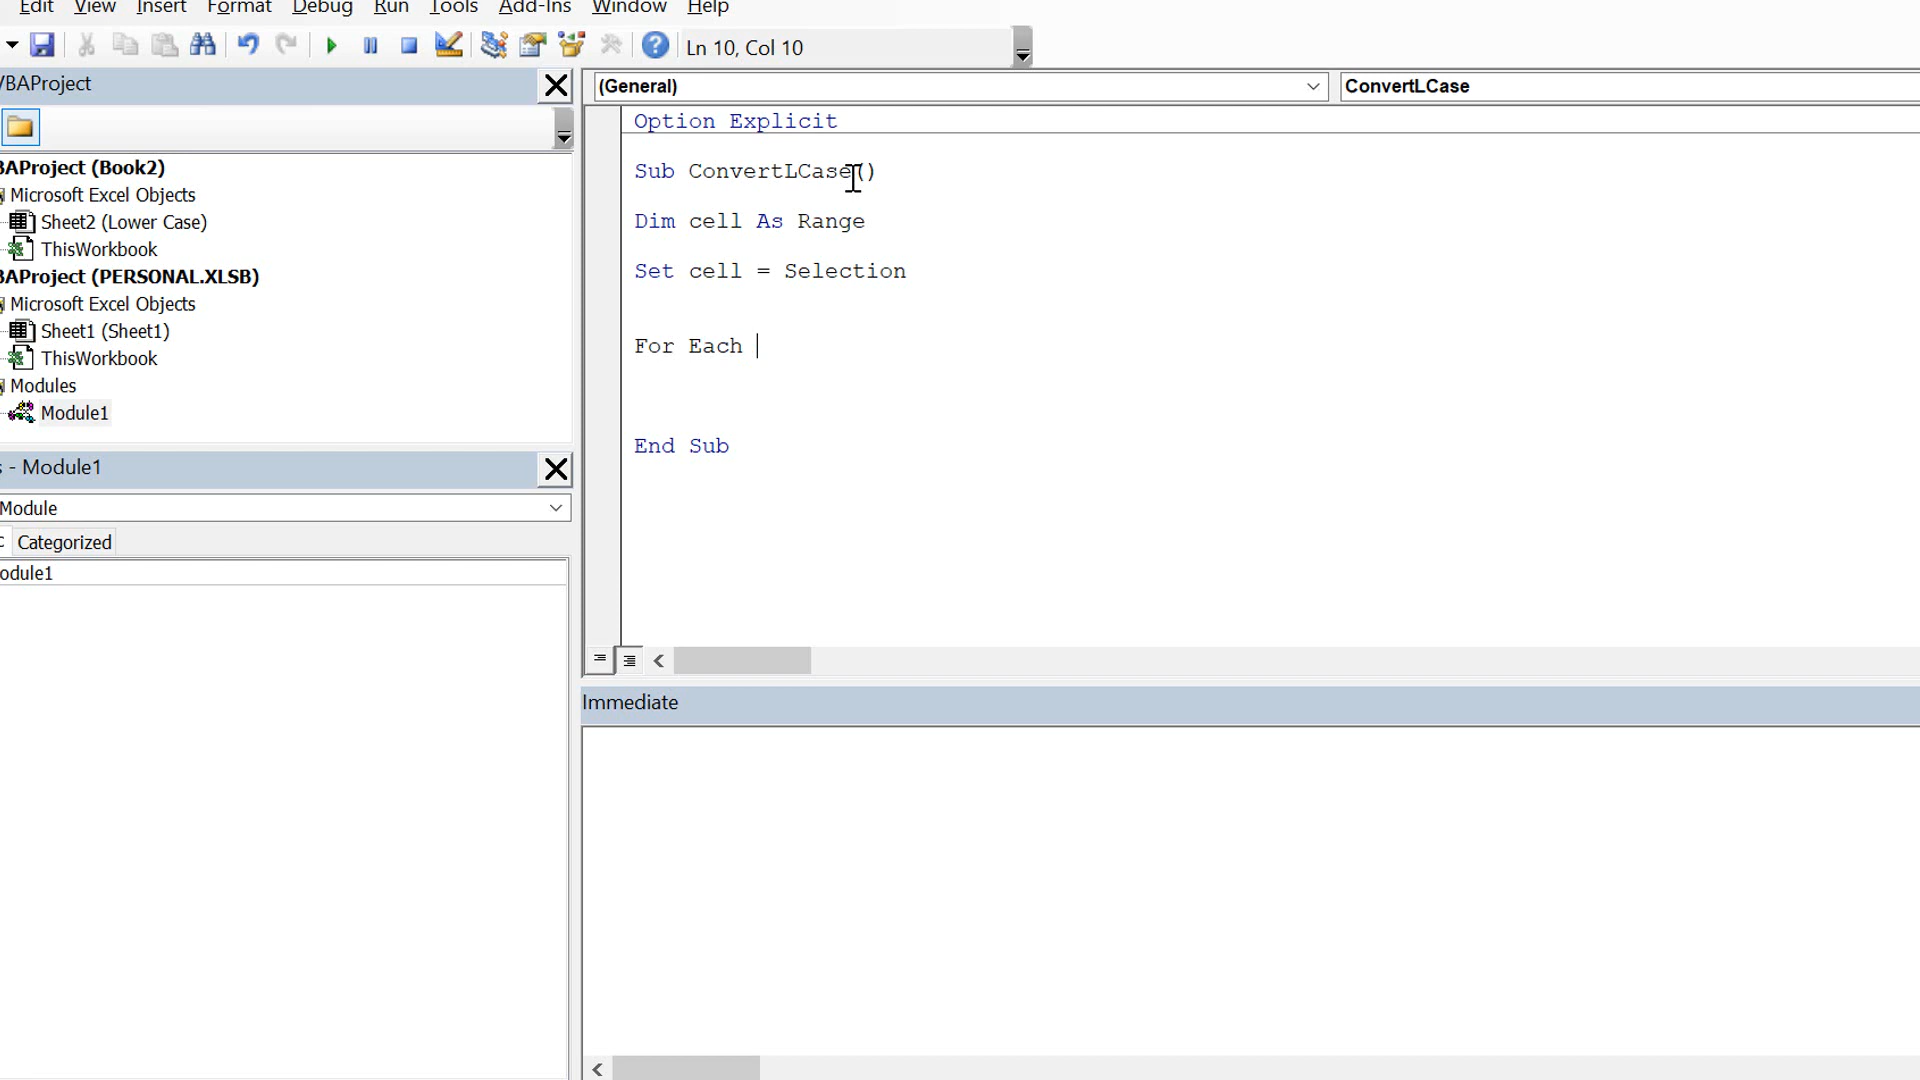 Edit View Insert Format Debug Run Tools Add-Ins Window Help
Ln 10, Col 10
VBAProject
(General) ConvertLCase
Option Explicit
BAProject (Book2)
Microsoft Excel Objects
Sheet2 (Lower Case)
ThisWorkbook
BAProject (PERSONAL.XLSB)
Microsoft Excel Objects
Sheet1 (Sheet1)
ThisWorkbook
Modules
Module1
Sub ConvertLCase()
Dim cell As Range
Set cell = Selection
For Each
End Sub
s - Module1
Module
c Categorized
odule1
Immediate